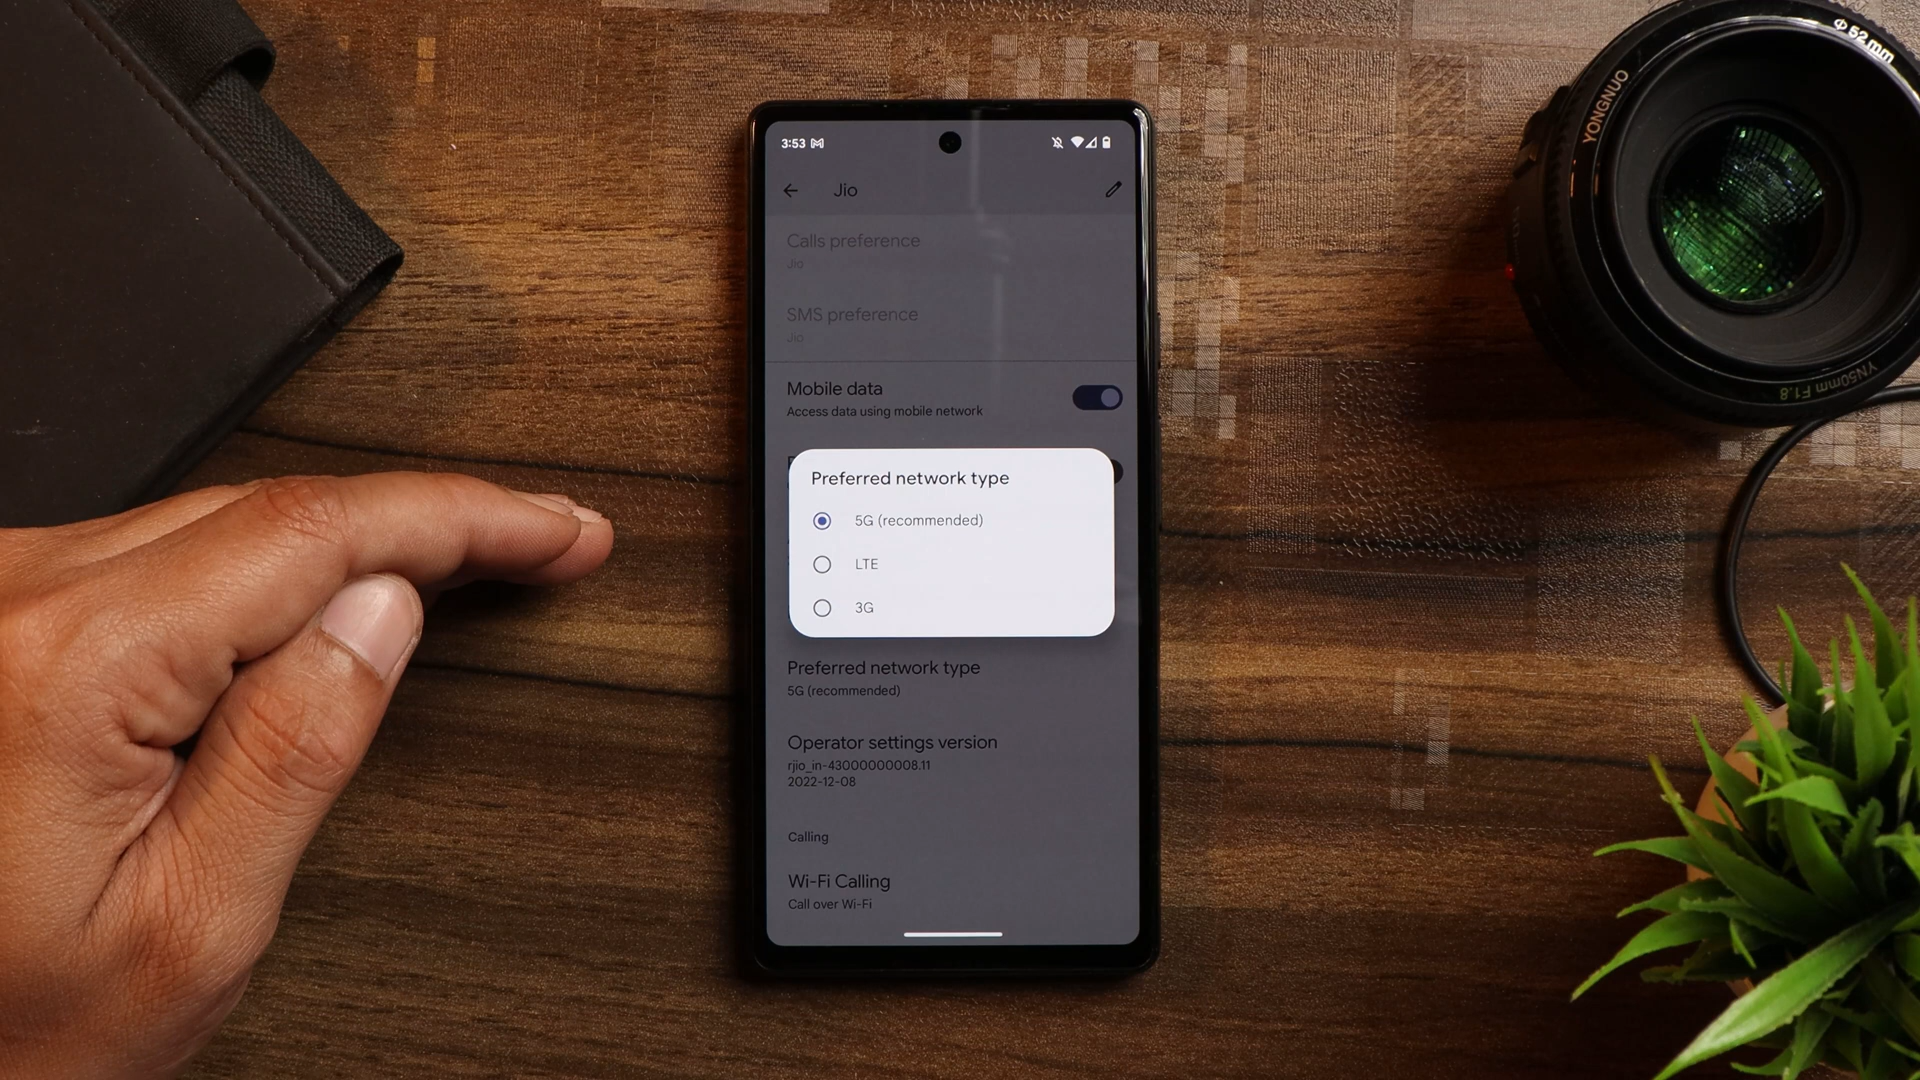 3:53
Jio
Calls preference
Jio
SMS preference
Jio
Mobile data
Access data using mobile network
Preferred network type
5G (recommended)
LTE
3G
Preferred network type
5G (recommended)
Operator settings version
rjio_in-43000000008.11
2022-12-08
Calling
Wi-Fi Calling
Call over Wi-Fi
YONGNUO
Φ 52mm
YN50mm F1.8